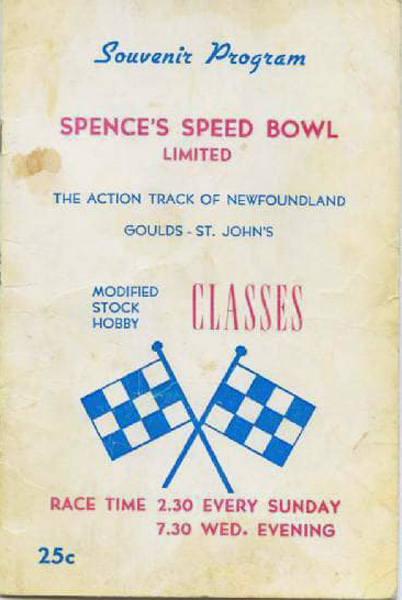 Souvenir Program
SPENCE'S SPEED BOWL
LIMITED
THE ACTION TRACK OF NEWFOUNDLAND
GOULDS - ST. JOHN'S
MODIFIED
STOCK
HOBBY
CLASSES
RACE TIME 2.30 EVERY SUNDAY
7.30 WED. EVENING
25c